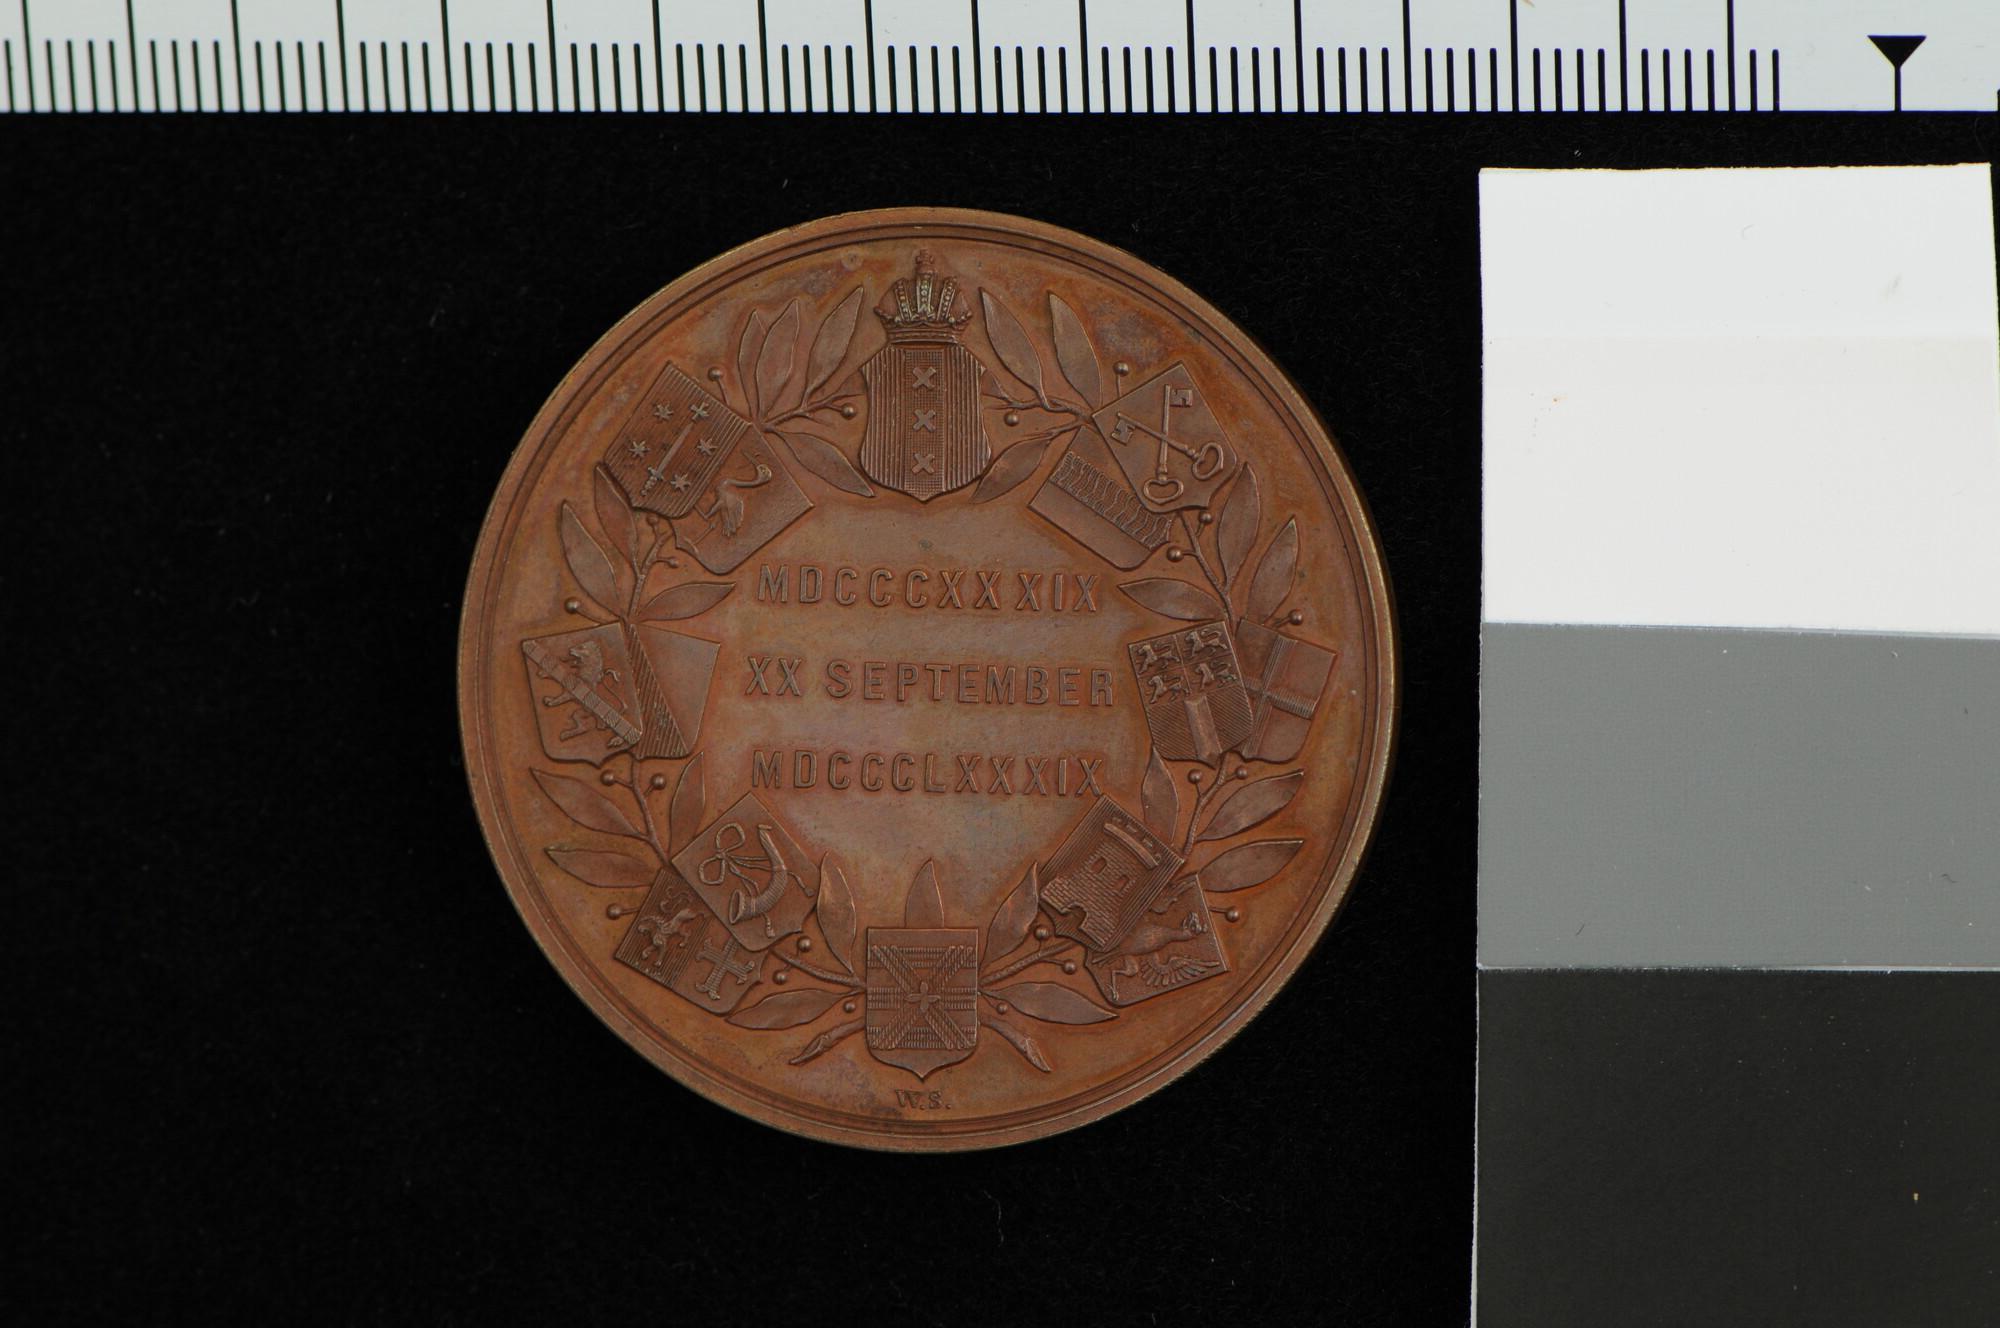 MDCCCXXXIX
XX SEPTEMBER
MDCCCLXXXIX
W.S.